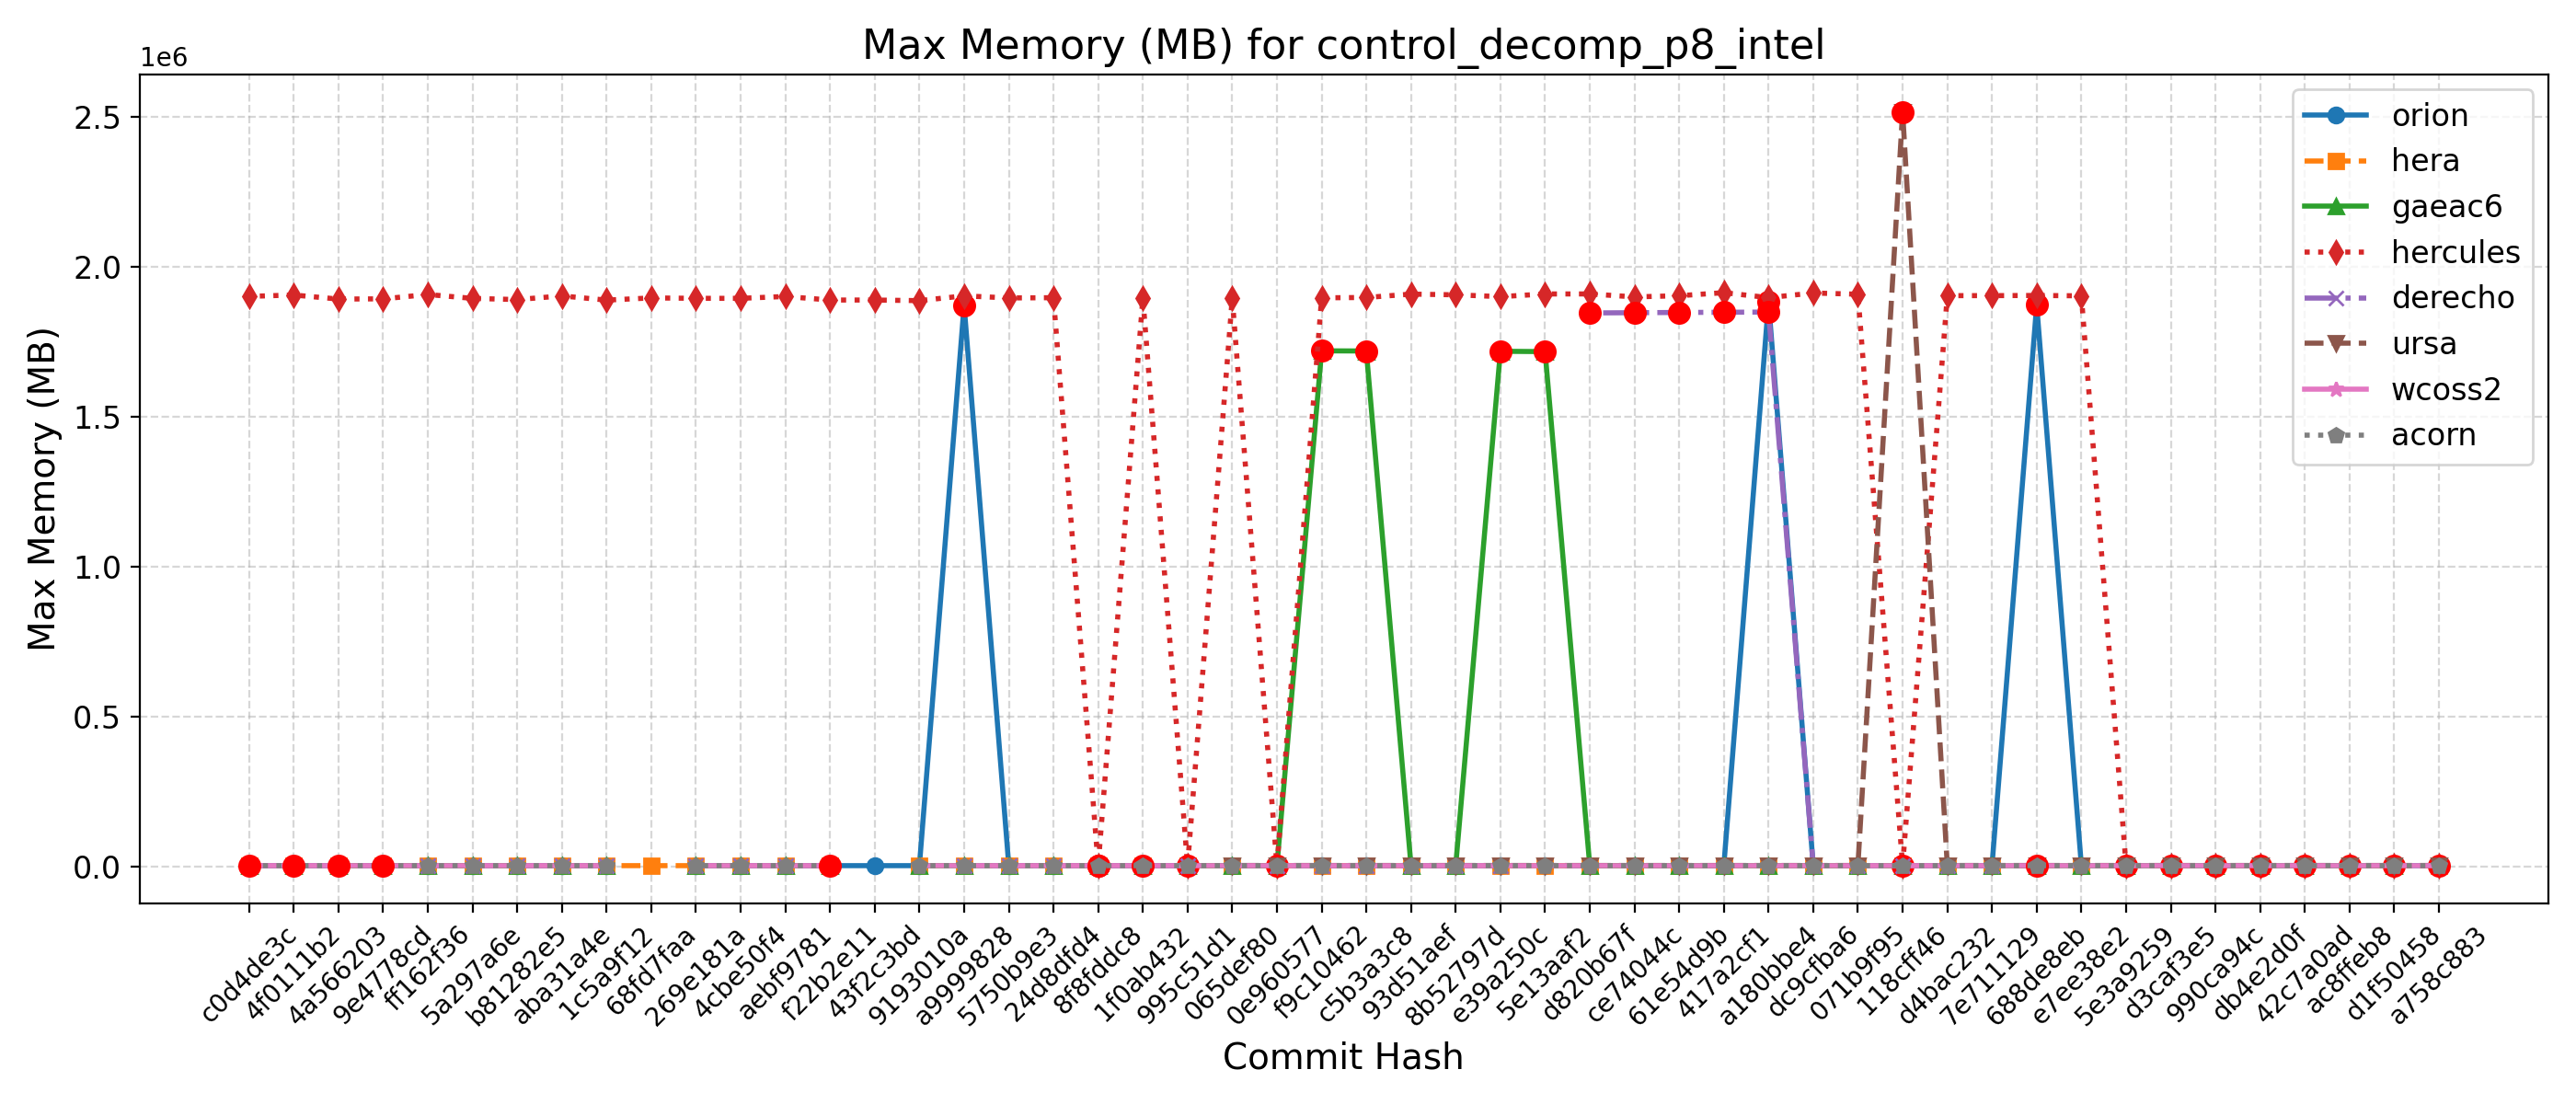 Max Memory (MB) for control_decomp_p8_intel
1e6
Max Memory (MB)
2.5
2.0
1.5
1.0
0.5
0.0
orion
hera
gaeac6
hercules
derecho
ursa
wcoss2
acorn
c0d4de3c
4f0111b2
4a566203
9e4778cd
ff162f36
5a297a6e
b81282e5
aba31a4e
1c5a9f12
68fd7faa
269e181a
4cbe50f4
aebf9781
f22b2e11
43f2c3bd
9193010a
a9999828
5750b9e3
24d8dfd4
8f8fddc8
1f0ab432
995c51d1
065def80
0e960577
f9c10462
c5b3a3c8
93d51aef
8b52797d
e39a250c
5e13aaf2
d820b67f
ce74044c
61e54d9b
417a2cf1
a180bbe4
dc9cfba6
071b9f95
118cff46
d4bac232
7e711129
688de8eb
e7ee38e2
5e3a9259
d3caf3e5
990ca94c
db4e2d0f
42c7a0ad
ac8ffeb8
d1f50458
a758c883
Commit Hash